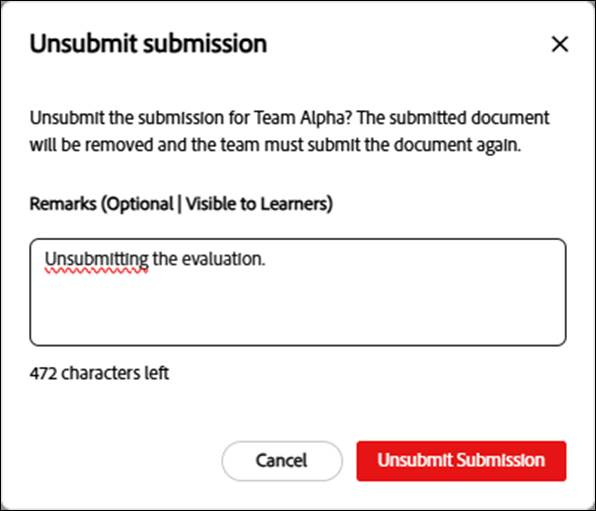 Unsubmit submission
Unsubmit the submission for Team Alpha? The submitted document
will be removed and the team must submit the document again.
Remarks (Optional | Visible to Learners)
Unsubmitting the evaluation.
472 characters left
Cancel
Unsubmit Submission